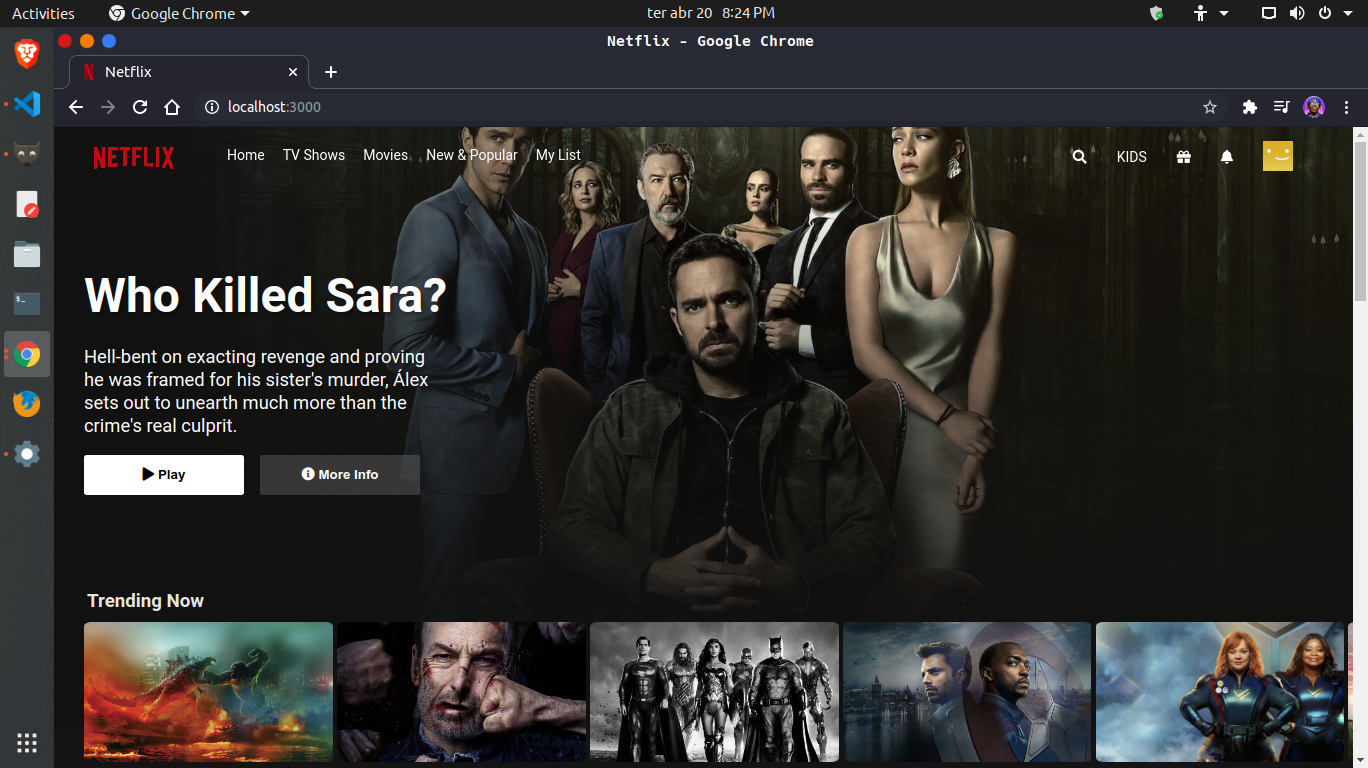 Activities
Google Chrome
ter abr 20 8:24 PM
Netflix - Google Chrome
Netflix
localhost:3000
NETFLIX
Home TV Shows Movies New & Popular My List
KIDS
Who Killed Sara?
Hell-bent on exacting revenge and proving
he was framed for his sister's murder, Álex
sets out to unearth much more than the
crime's real culprit.
Play
More Info
Trending Now